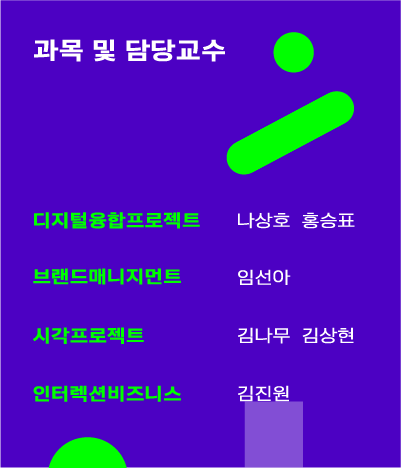 과목 및 담당교수
디지털융합프로젝트 나상호 홍승표
브랜드매니지먼트 임선아
시각프로젝트 김나무 김상현
인터렉션비즈니스 김진원